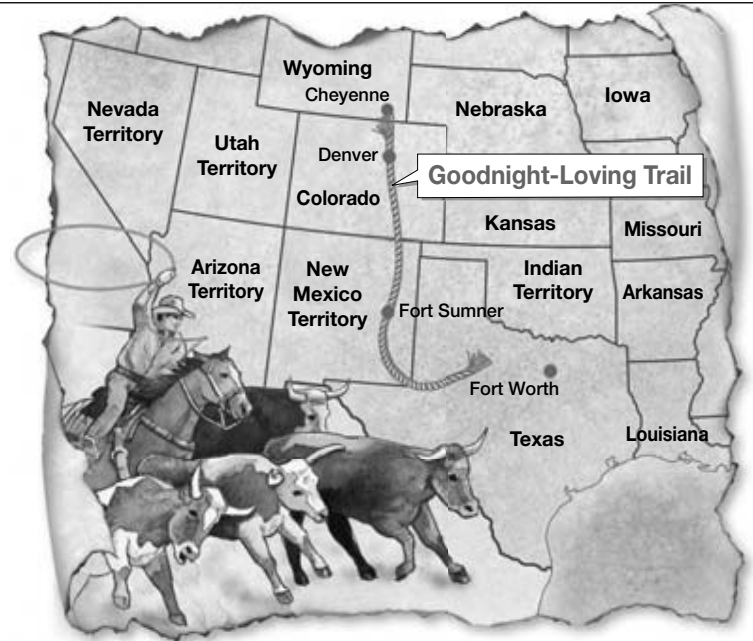 Wyoming
Cheyenne
Nevada
Territory
Nebraska
Iowa
Utah
Territory
Denver
Goodnight-Loving Trail
Colorado
Kansas
Missouri
Arizona
Territory
New
Mexico
Territory
Indian
Territory
Arkansas
Fort Sumner
Fort Worth
Texas
Louisiana